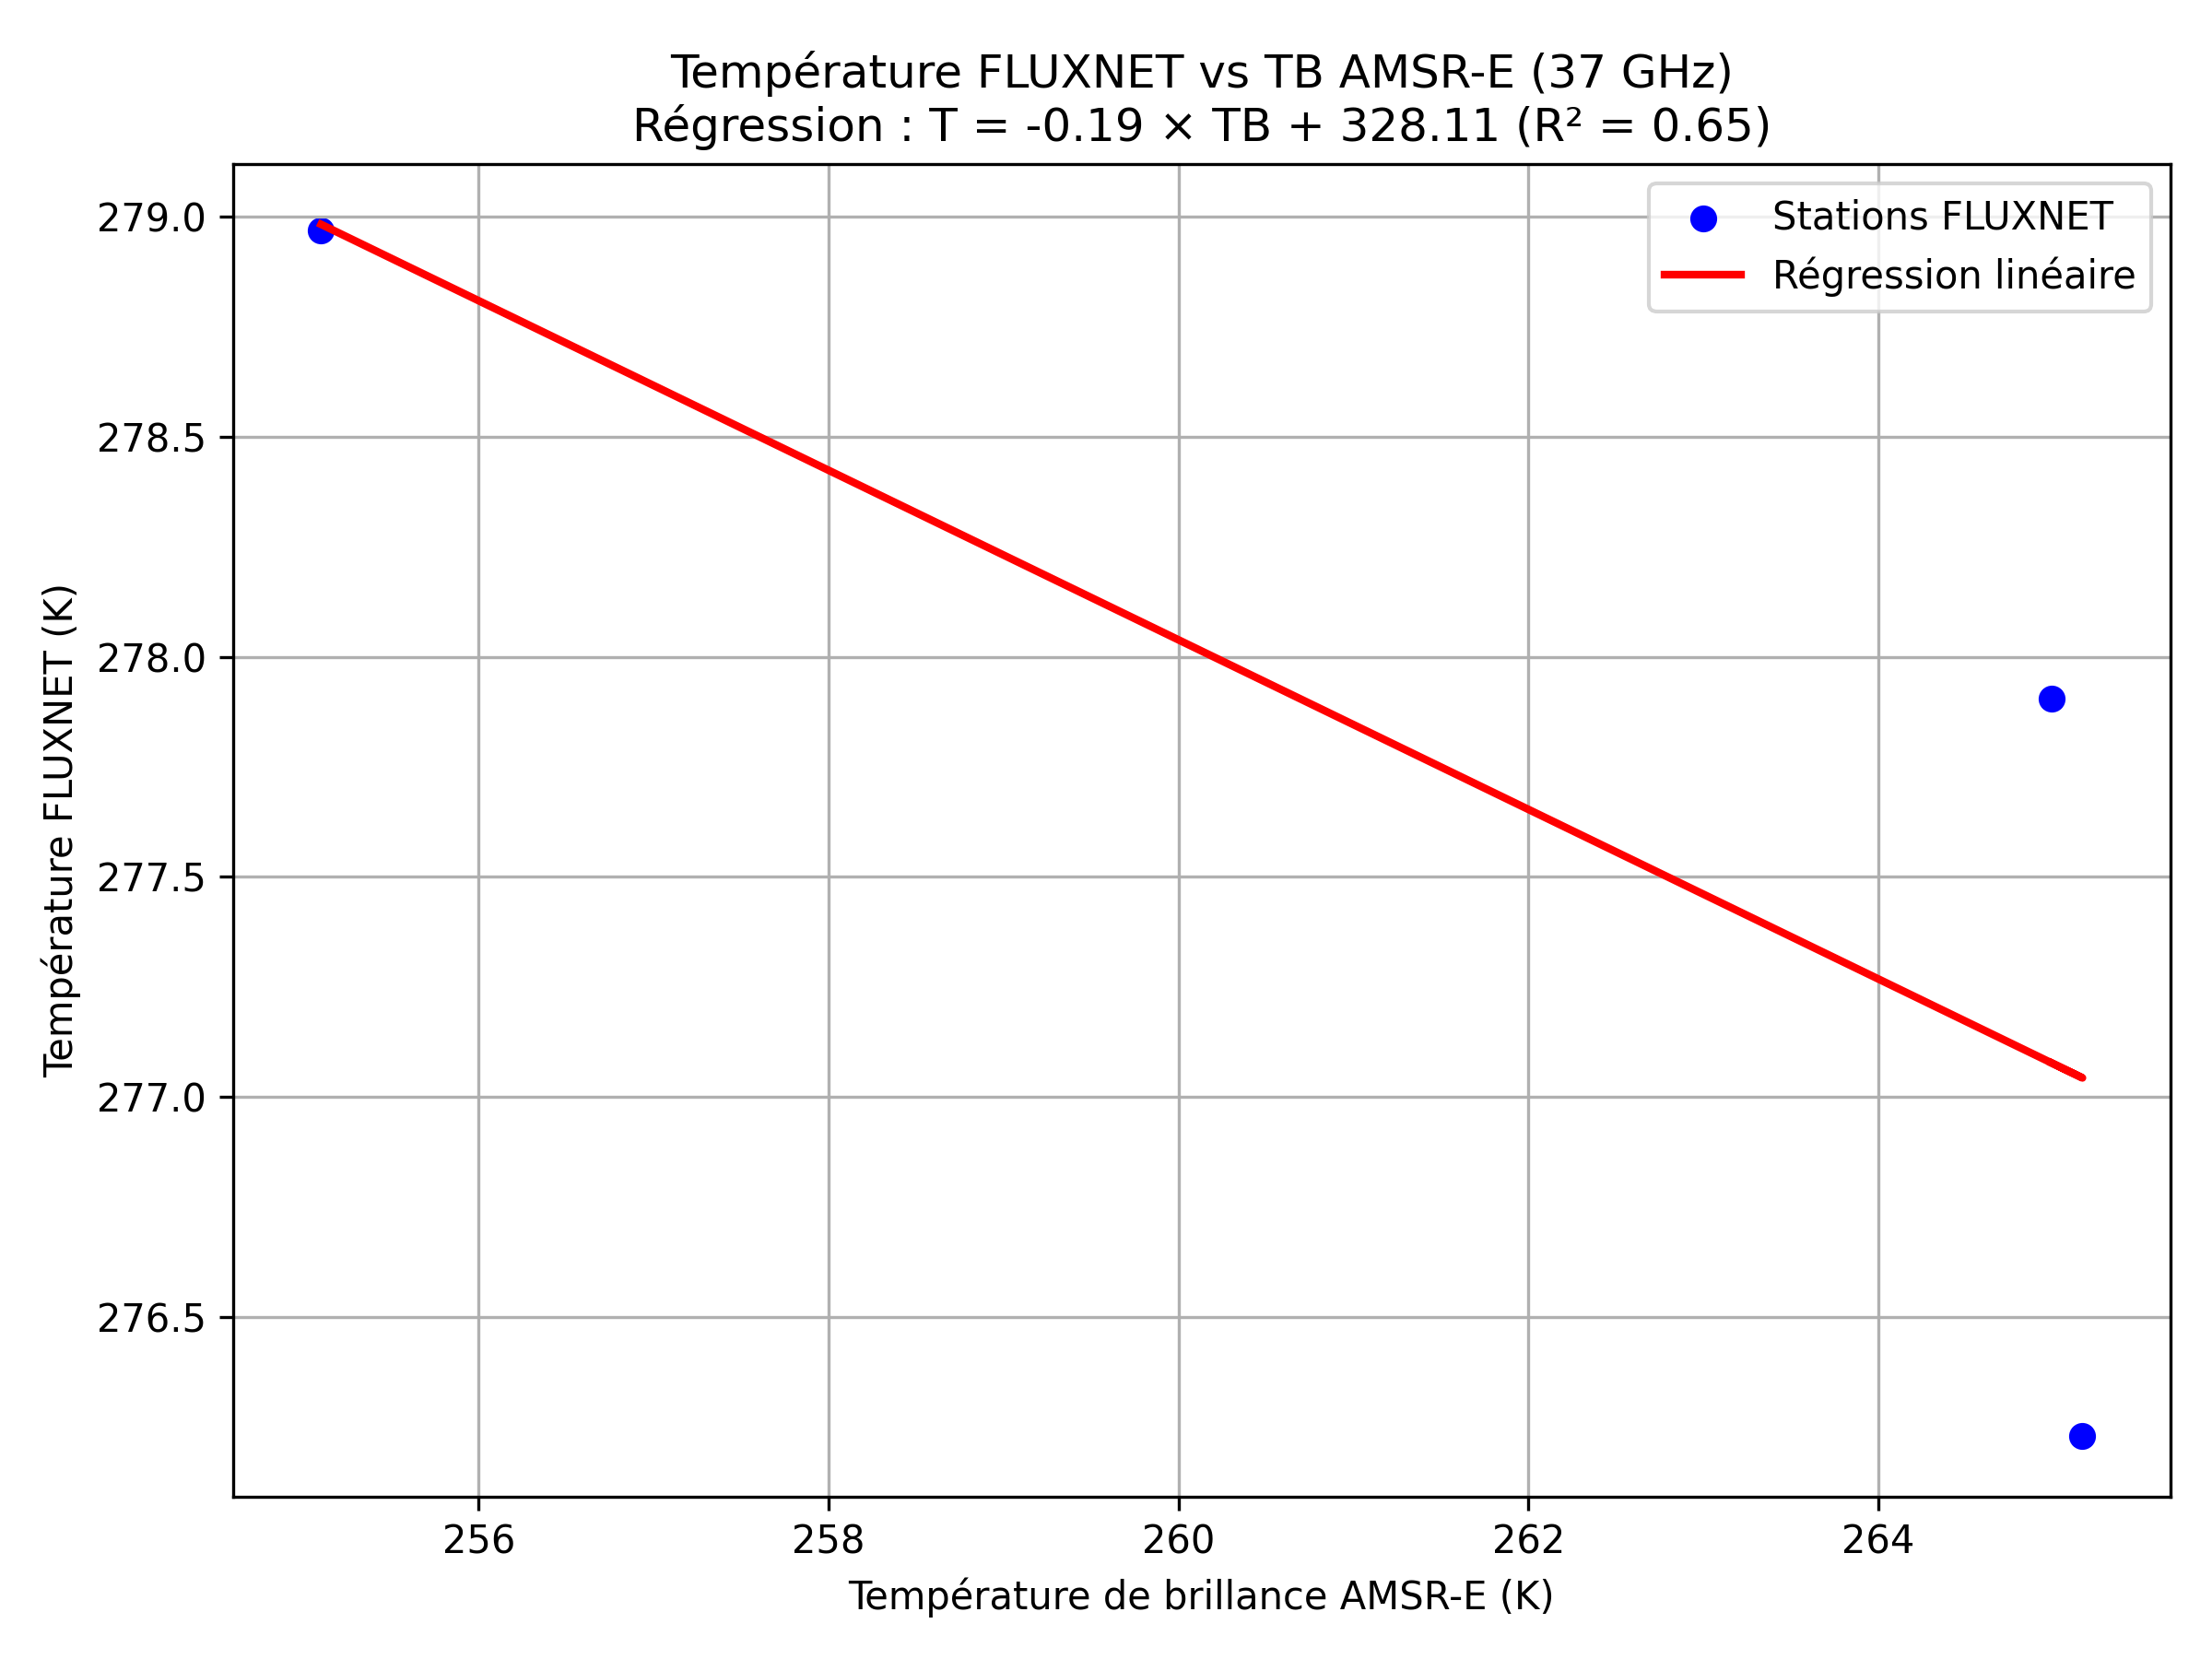 Température FLUXNET vs TB AMSR-E (37 GHz)
Régression : T = -0.19 × TB + 328.11 (R² = 0.65)
Stations FLUXNET
Régression linéaire
Température FLUXNET (K)
279.0
278.5
278.0
277.5
277.0
276.5
256 258 260 262 264
Température de brillance AMSR-E (K)